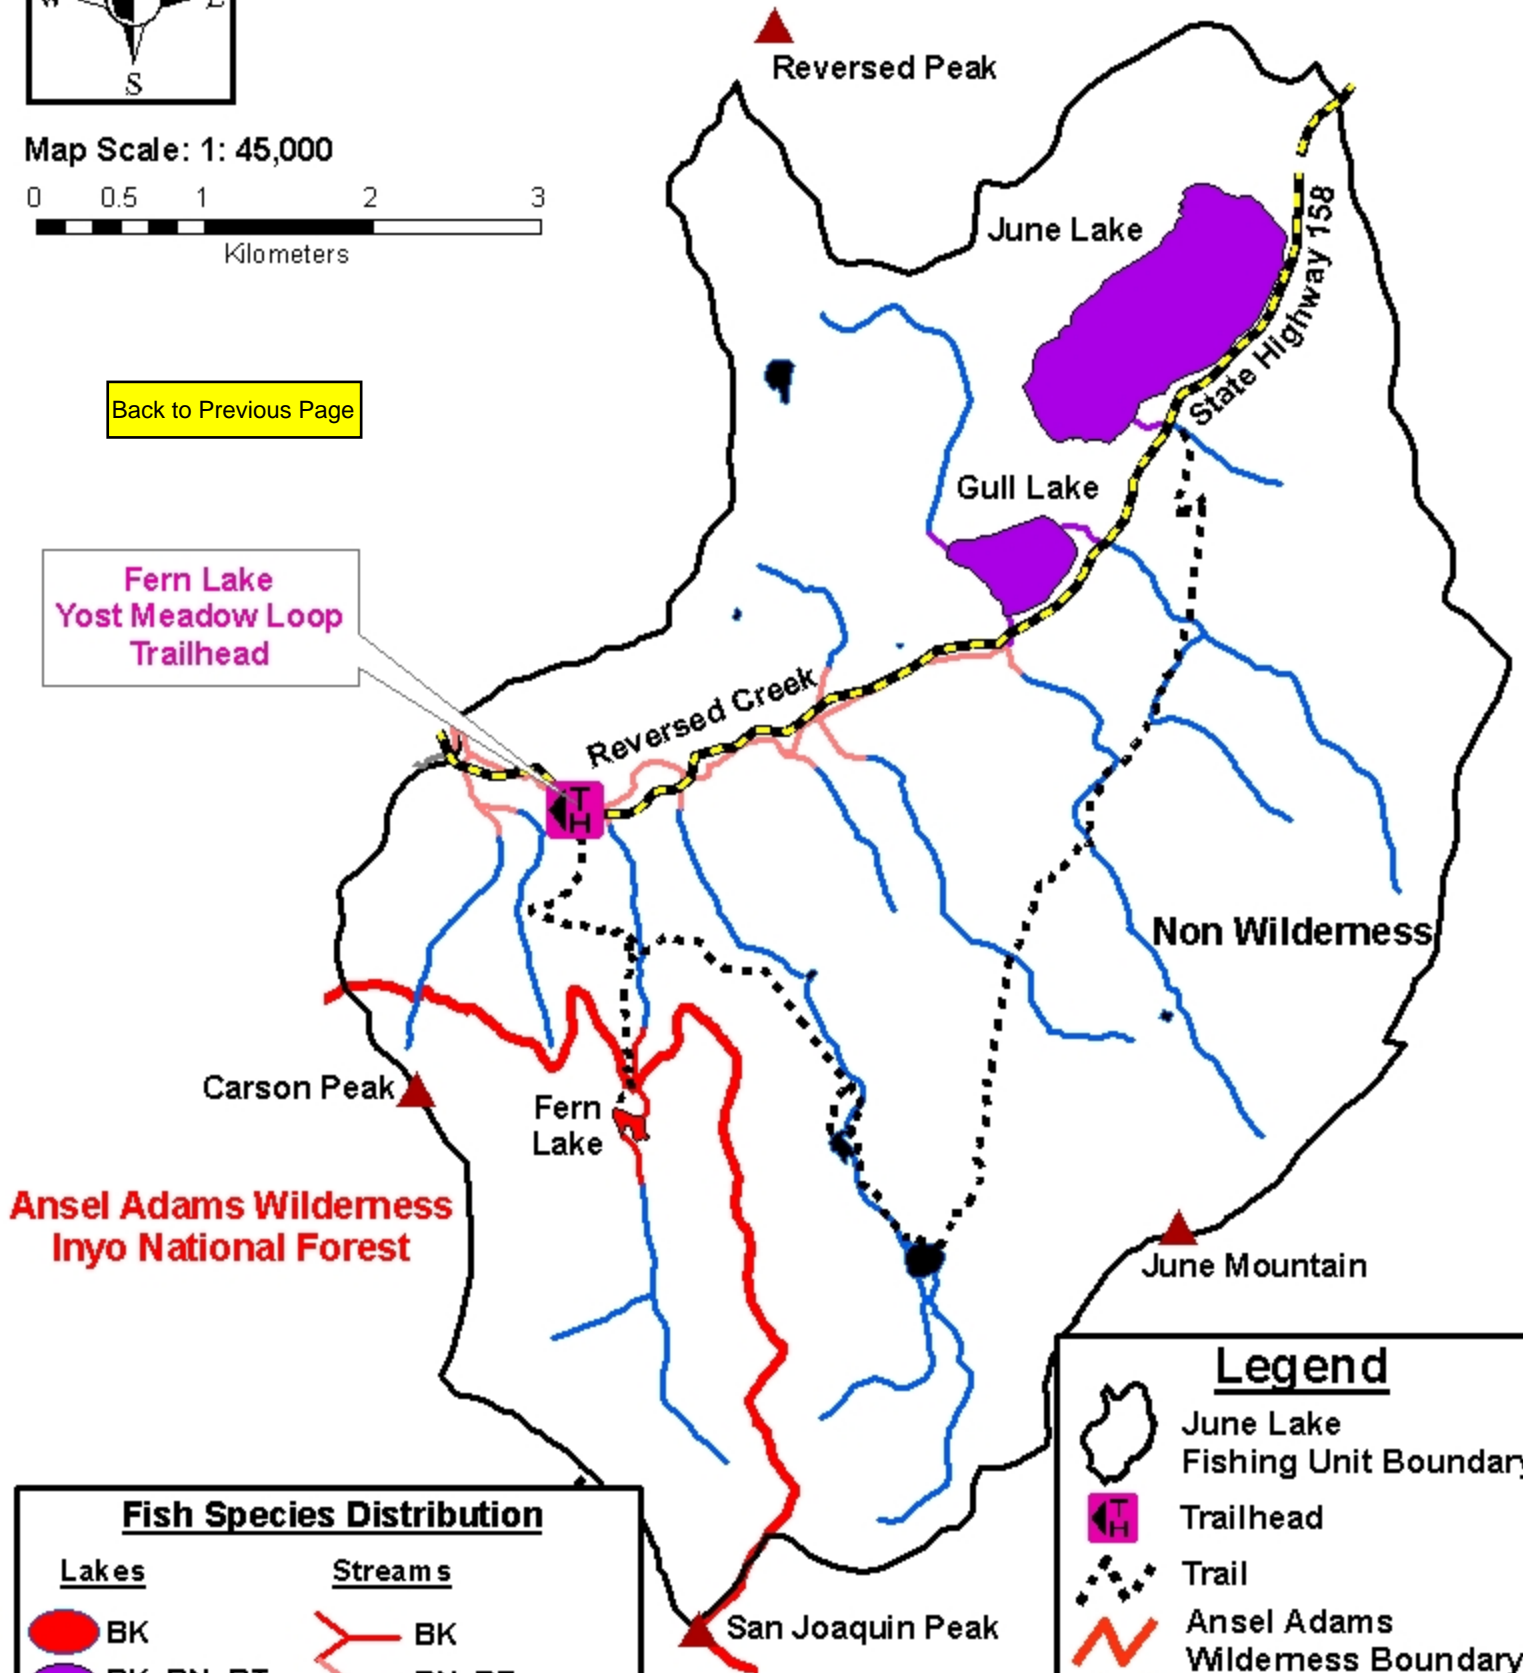 S
Reversed Peak
Map Scale: 1: 45,000
0 0.5 1 2 3
Kilometers
June Lake
State Highway 158
Back to Previous Page
Gull Lake
Fern Lake
Yost Meadow Loop
Trailhead
Reversed Creek
T
H
Non Wilderness
Carson Peak
Fern
Lake
Ansel Adams Wilderness
Inyo National Forest
June Mountain
Legend
June Lake
Fishing Unit Boundary
T
H
Trailhead
Trail
Ansel Adams
Wilderness Boundary
Fish Species Distribution
Lakes Streams
BK BK
San Joaquin Peak